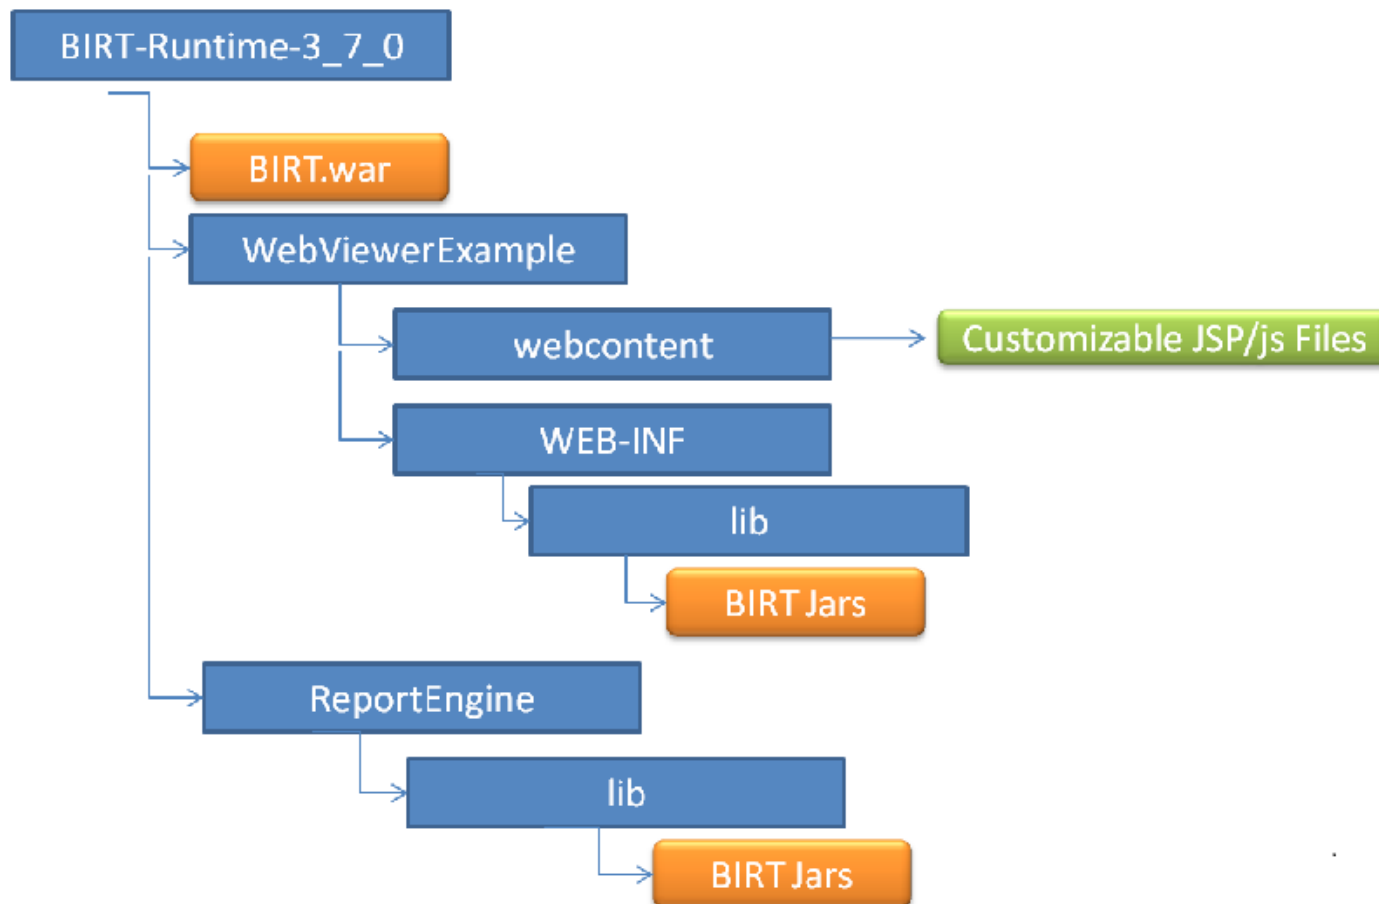 BIRT-Runtime-3_7_0
BIRT.war
WebViewerExample
webcontent
Customizable JSP/js Files
WEB-INF
lib
BIRT Jars
ReportEngine
lib
BIRT Jars